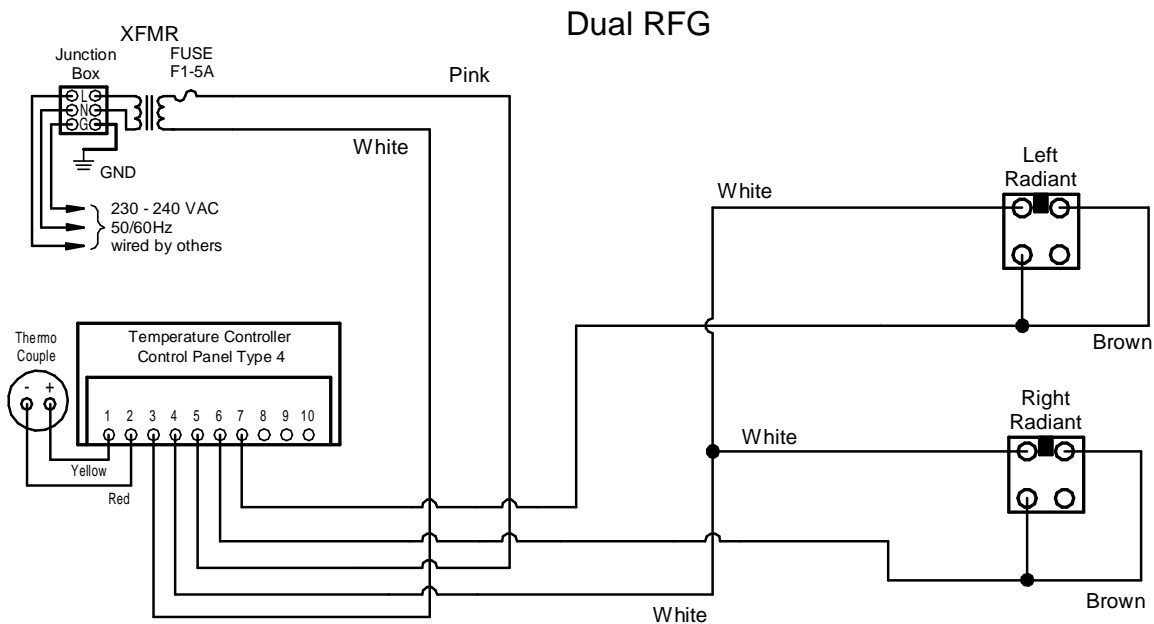 Dual RFG
XFMR
Junction
Box
FUSE
F1-5A
Pink
L
N
G
White
GND
230 - 240 VAC
50/60Hz
wired by others
Left
Radiant
White
Brown
Thermo
Couple
- +
Temperature Controller
Control Panel Type 4
1 2 3 4 5 6 7 8 9 10
Yellow
Red
Right
Radiant
White
Brown
White